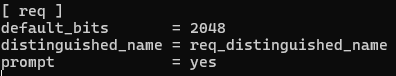 [ req ]
default_bits       = 2048
distinguished_name = req_distinguished_name
prompt             = yes